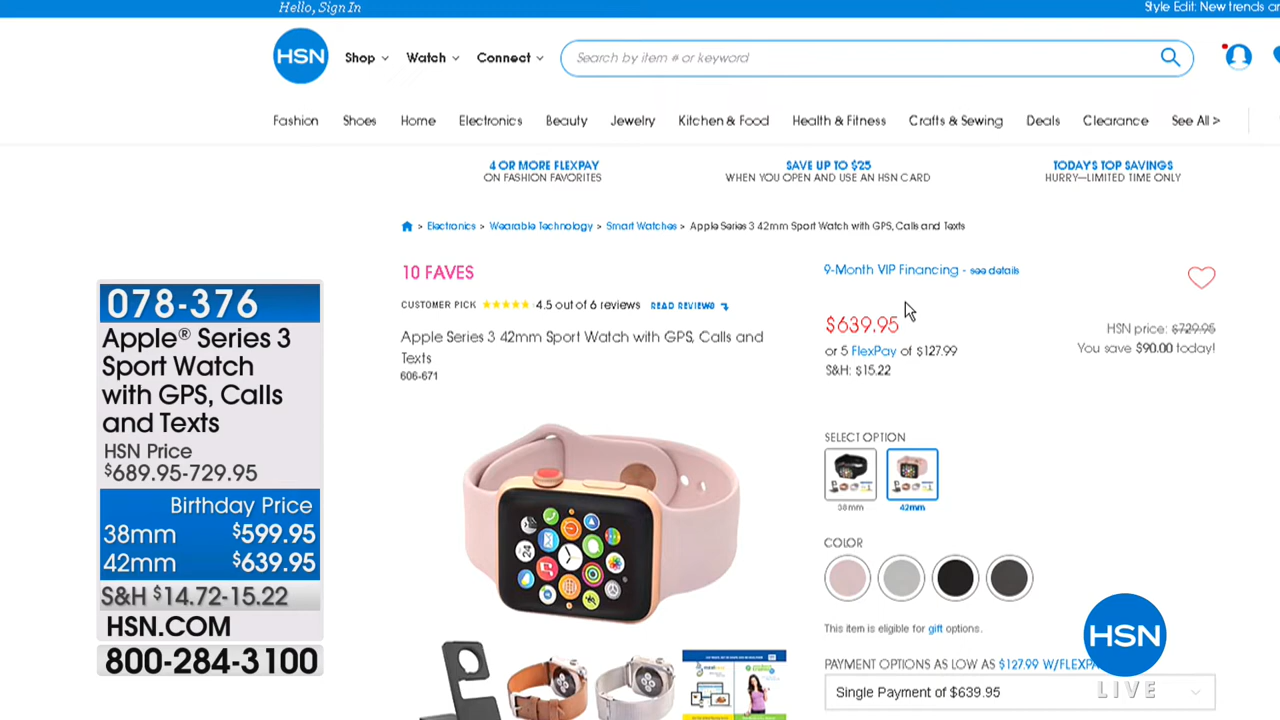 Hello, Sign In
Style Edit: New trends ar
HSN
Shop
Watch
Connect
Search by item # or keyword
Fashion
Shoes
Home
Electronics
Beauty
Jewelry
Kitchen & Food
Health & Fitness
Crafts & Sewing
Deals
Clearance
See All >
4 OR MORE FLEXPAY
ON FASHION FAVORITES
SAVE UP TO $25
WHEN YOU OPEN AND USE AN HSN CARD
TODAY'S TOP SAVINGS
HURRY—LIMITED TIME ONLY
> Electronics > Wearable Technology > Smart Watches > Apple Series 3 42mm Sport Watch with GPS, Calls and Texts
10 FAVES
CUSTOMER PICK 4.5 out of 6 reviews READ REVIEWS
Apple Series 3 42mm Sport Watch with GPS, Calls and
Texts
606-671
9-Month VIP Financing - see details
$639.95
or 5 FlexPay of $127.99
S&H: $15.22
HSN price: $729.95
You save $90.00 today!
SELECT OPTION
38mm
42mm
COLOR
This item is eligible for gift options.
PAYMENT OPTIONS AS LOW AS $127.99 W/FLEXPA
Single Payment of $639.95
078-376
Apple® Series 3
Sport Watch
with GPS, Calls
and Texts
HSN Price
$689.95-729.95
Birthday Price
38mm $599.95
42mm $639.95
S&H $14.72-15.22
HSN.COM
800-284-3100
24
HSN
LIVE